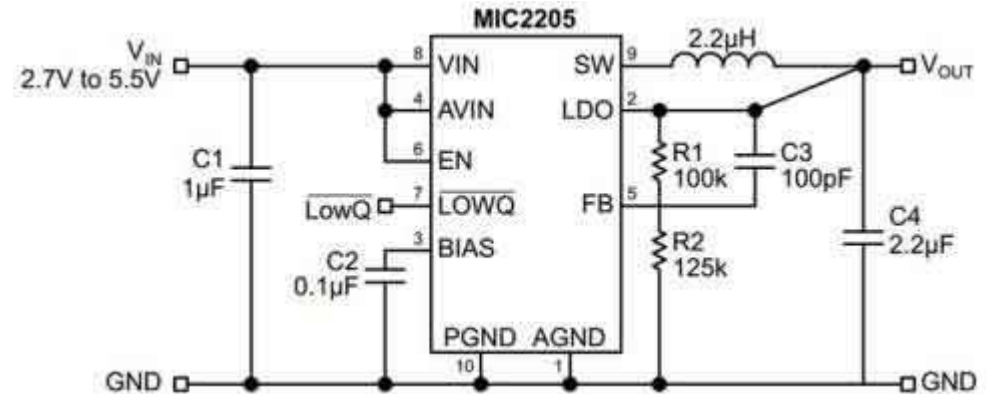 MIC2205
V_IN
2.7V to 5.5V
8
VIN
4
AVIN
6
EN
7
LowQ
LOWQ
3
BIAS
C1
1µF
C2
0.1µF
PGND
10
AGND
1
SW
9
2.2µH
V_OUT
LDO
2
R1
100k
C3
100pF
FB
5
R2
125k
C4
2.2µF
GND
GND